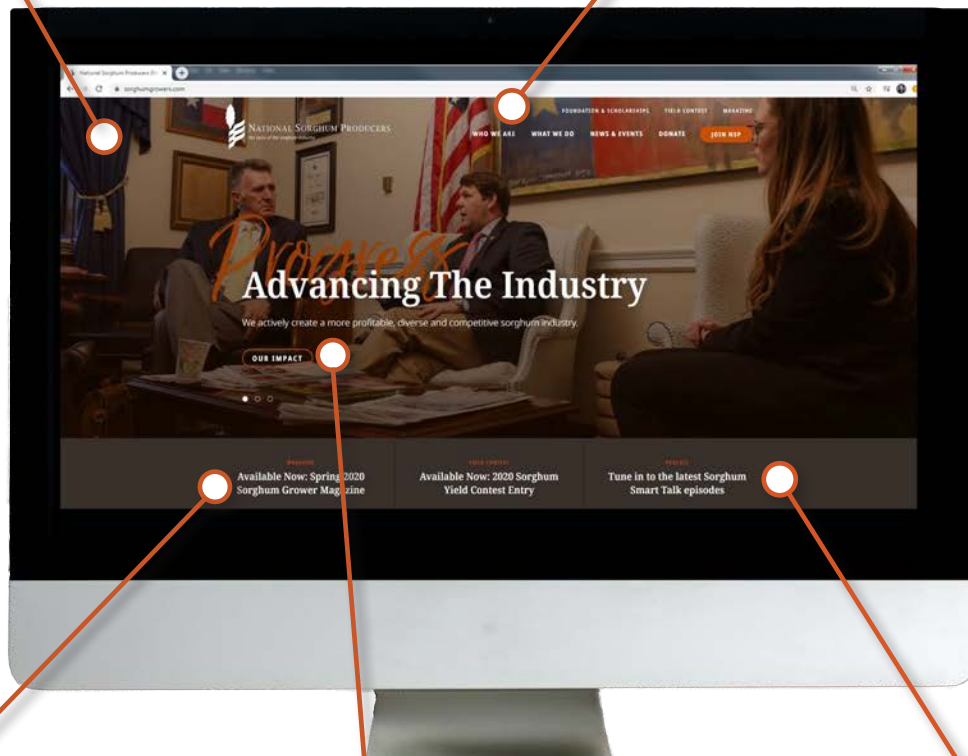 National Sorghum Producers
sorghumgrowers.com
FOUNDATION & SCHOLARSHIPS YIELD CONTEST MAGAZINE
NATIONAL SORGHUM PRODUCERS
WHO WE ARE WHAT WE DO NEWS & EVENTS DONATE JOIN NSP
Progress
Advancing The Industry
We actively create a more profitable, diverse and competitive sorghum industry.
OUR IMPACT
MAGAZINE YIELD CONTEST PODCAST
Available Now: Spring 2020
Sorghum Grower Magazine
Available Now: 2020 Sorghum
Yield Contest Entry
Tune in to the latest Sorghum
Smart Talk episodes